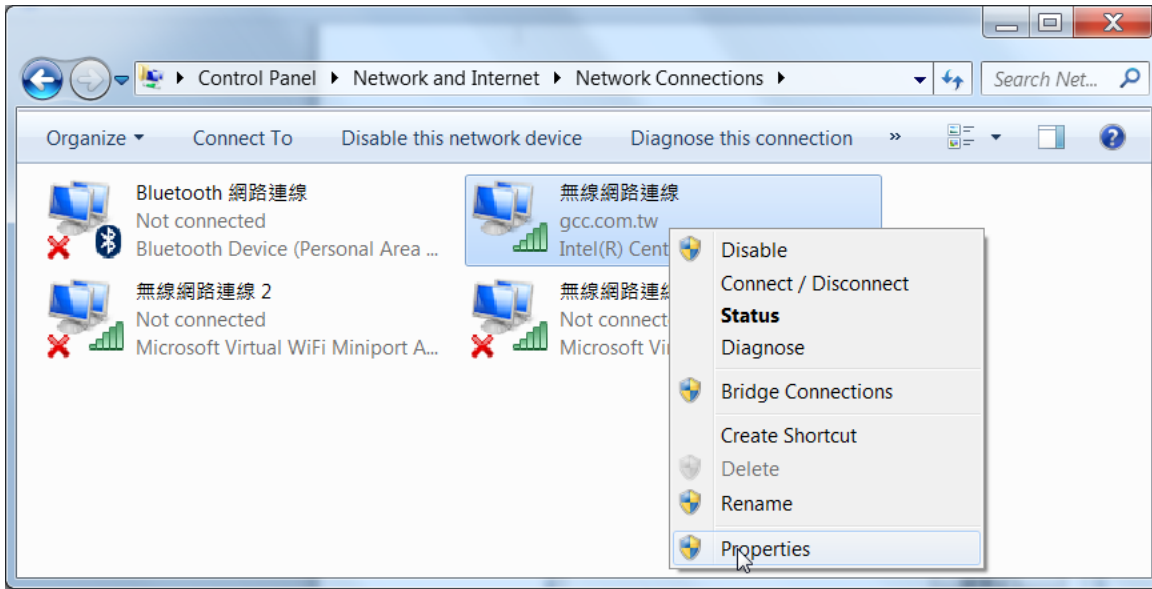 Control Panel Network and Internet Network Connections
Search Net...
Organize Connect To Disable this network device Diagnose this connection »
Bluetooth 網路連線
Not connected
Bluetooth Device (Personal Area ...
無線網路連線
gcc.com.tw
Intel(R) Cent
無線網路連線 2
Not connected
Microsoft Virtual WiFi Miniport A...
無線網路連線
Not connect
Microsoft Vi
Disable
Connect / Disconnect
Status
Diagnose
Bridge Connections
Create Shortcut
Delete
Rename
Properties